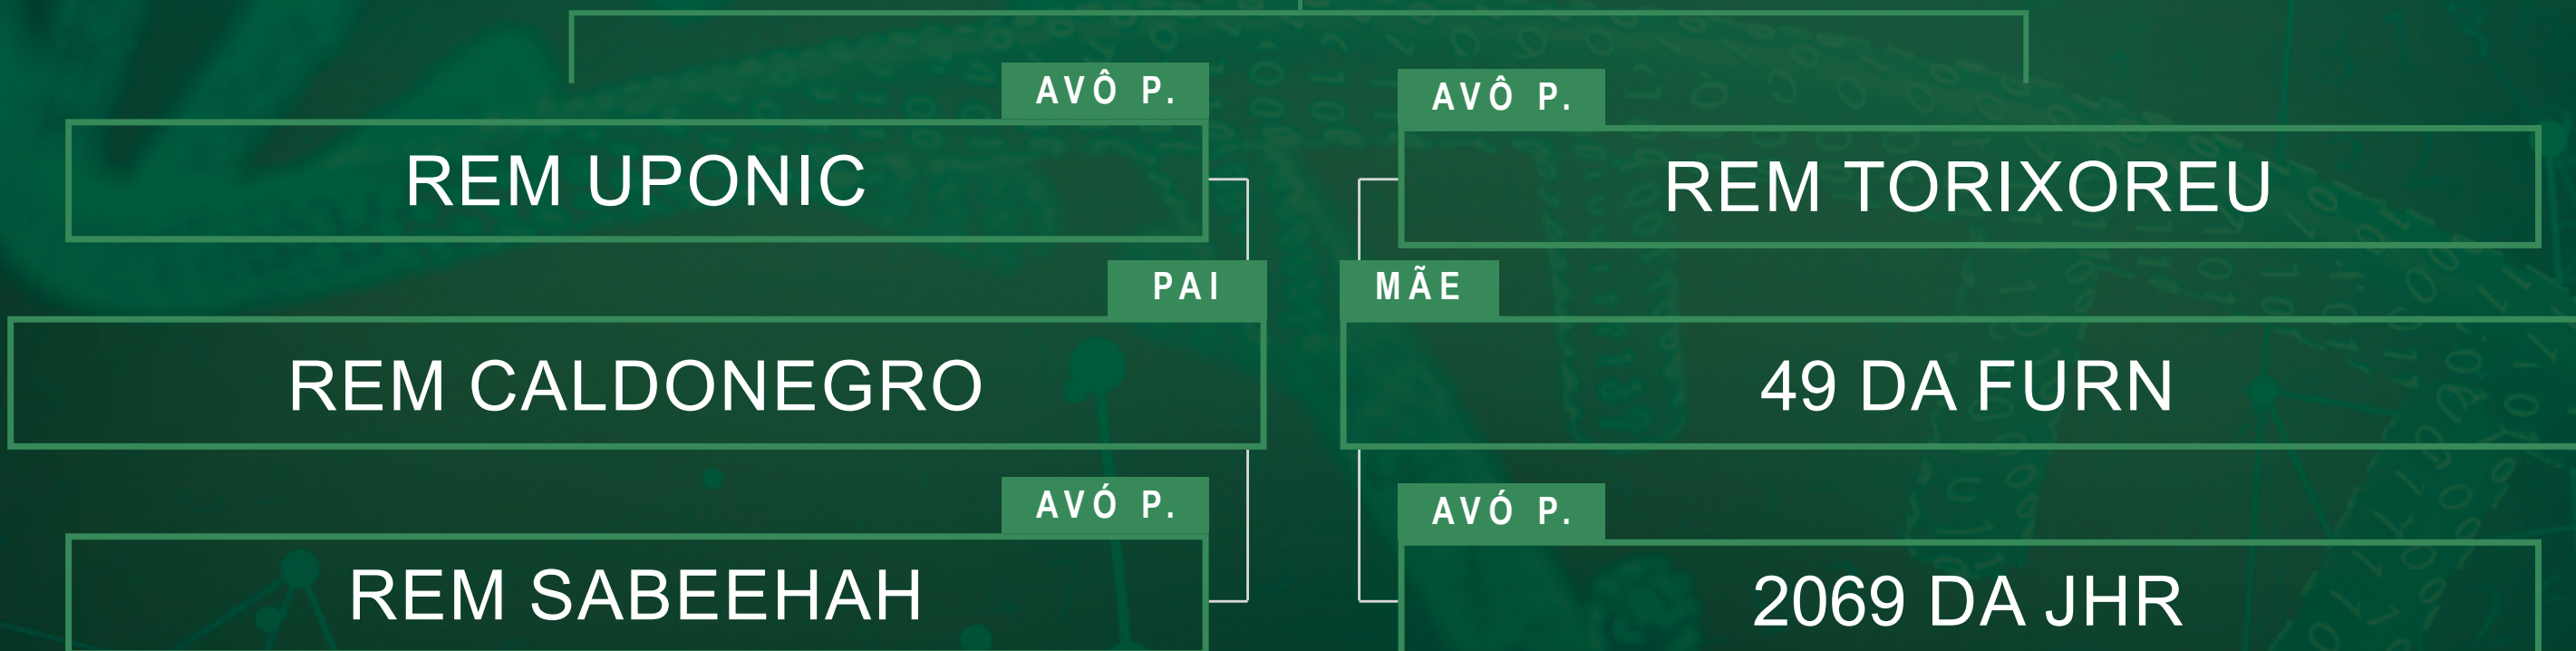 AVÔ P.
REM UPONIC
PAI
REM CALDONEGRO
AVÓ P.
REM SABEEHAH
AVÔ P.
REM TORIXOREU
MÃE
49 DA FURN
AVÓ P.
2069 DA JHR